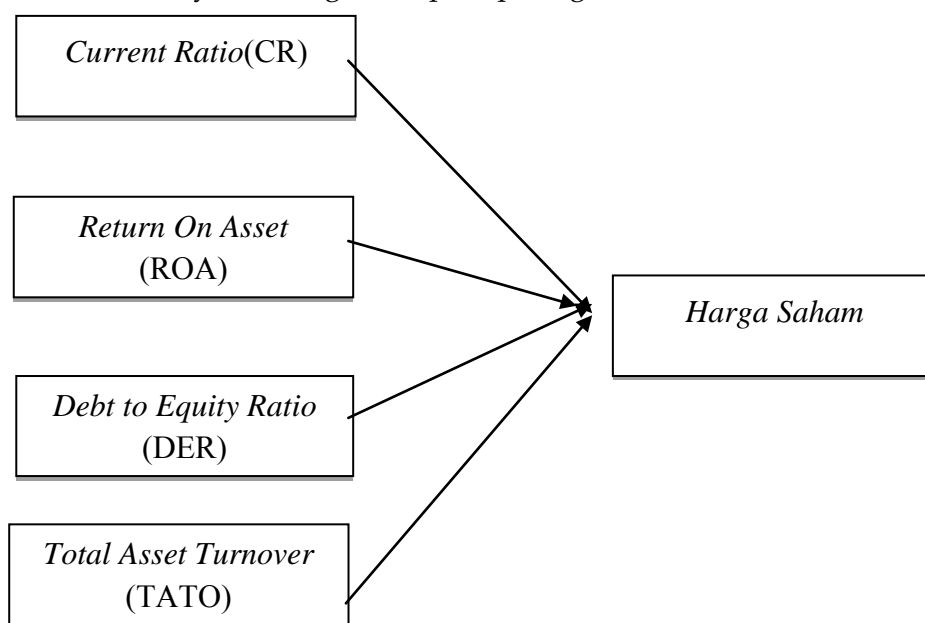 Current Ratio(CR)
Return On Asset
(ROA)
Harga Saham
Debt to Equity Ratio
(DER)
Total Asset Turnover
(TATO)